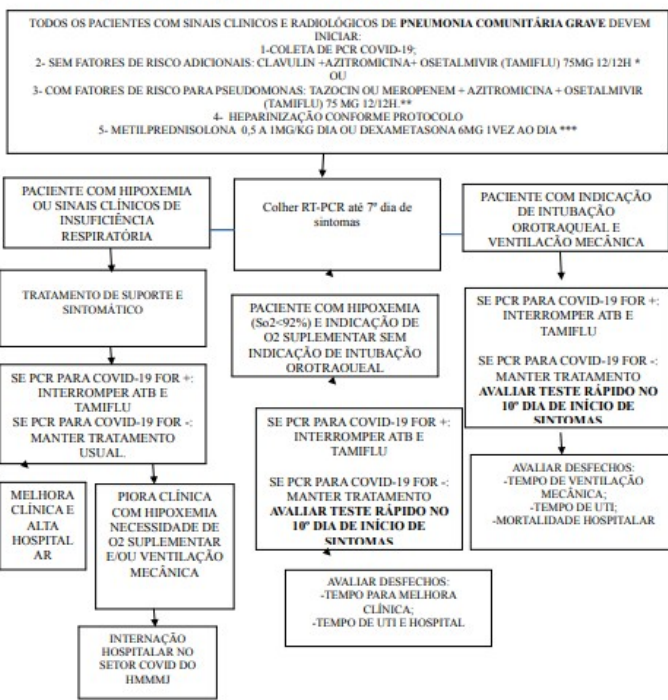 TODOS OS PACIENTES COM SINAIS CLINICOS E RADIOLÓGICOS DE PNEUMONIA COMUNITÁRIA GRAVE DEVEM
INICIAR:
1-COLETA DE PCR COVID-19;
2- SEM FATORES DE RISCO ADICIONAIS: CLAVULIN +AZITROMICINA+ OSETALMIVIR (TAMIFLU) 75MG 12/12H *
OU
3- COM FATORES DE RISCO PARA PSEUDOMONAS: TAZOCIN OU MEROPENEM + AZITROMICINA+ OSETALMIVIR
(TAMIFLU) 75 MG 12/12H.**
4- HEPARINIZAÇÃO CONFORME PROTOCOLO
5- METILPREDNISOLONA 0,5 A 1MG/KG DIA OU DEXAMETASONA 6MG 1VEZ AO DIA ***
PACIENTE COM HIPOXEMIA
OU SINAIS CLÍNICOS DE
INSUFICIÊNCIA
RESPIRATÓRIA
Colher RT-PCR até 7º dia de
sintomas
PACIENTE COM INDICAÇÃO
DE INTUBAÇÃO
OROTRAQUEAL E
VENTILAÇÃO MECÂNICA
TRATAMENTO DE SUPORTE E
SINTOMÁTICO
PACIENTE COM HIPOXEMIA
(So2<92%) E INDICAÇÃO DE
O2 SUPLEMENTAR SEM
INDICAÇÃO DE INTUBAÇÃO
OROTRAQUEAL
SE PCR PARA COVID-19 FOR +:
INTERROMPER ATB E
TAMIFLU
SE PCR PARA COVID-19 FOR -:
MANTER TRATAMENTO
AVALIAR TESTE RÁPIDO NO
10º DIA DE INÍCIO DE
SINTOMAS
SE PCR PARA COVID-19 FOR +:
INTERROMPER ATB E
TAMIFLU
SE PCR PARA COVID-19 FOR -:
MANTER TRATAMENTO
USUAL.
SE PCR PARA COVID-19 FOR +:
INTERROMPER ATB E
TAMIFLU
SE PCR PARA COVID-19 FOR -:
MANTER TRATAMENTO
AVALIAR TESTE RÁPIDO NO
10º DIA DE INÍCIO DE
SINTOMAS
AVALIAR DESFECHOS:
-TEMPO DE VENTILAÇÃO
MECÂNICA;
-TEMPO DE UTI;
-MORTALIDADE HOSPITALAR
MELHORA
CLÍNICA E
ALTA
HOSPITAL
AR
PIORA CLÍNICA
COM HIPOXEMIA
NECESSIDADE DE
O2 SUPLEMENTAR
E/OU VENTILAÇÃO
MECÂNICA
AVALIAR DESFECHOS:
-TEMPO PARA MELHORA
CLÍNICA;
-TEMPO DE UTI E HOSPITAL
INTERNAÇÃO
HOSPITALAR NO
SETOR COVID DO
HMMMJ